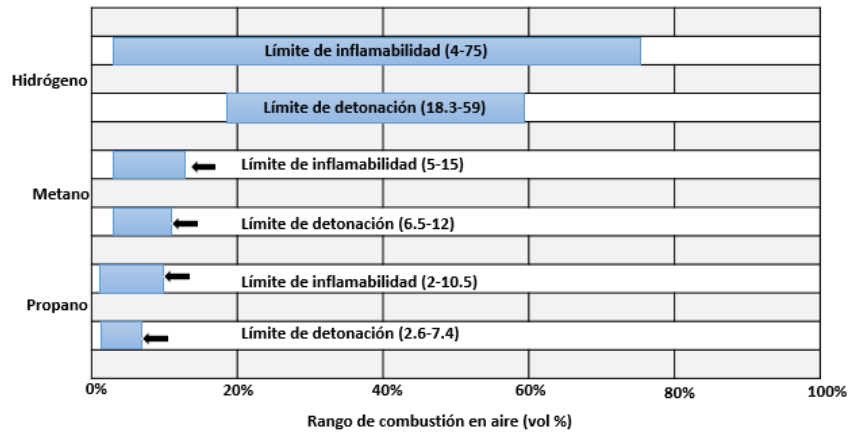 Límite de inflamabilidad (4-75)
Hidrógeno
Límite de detonación (18.3-59)
Límite de inflamabilidad (5-15)
Metano
Límite de detonación (6.5-12)
Límite de inflamabilidad (2-10.5)
Propano
Límite de detonación (2.6-7.4)
0% 20% 40% 60% 80% 100%
Rango de combustión en aire (vol %)